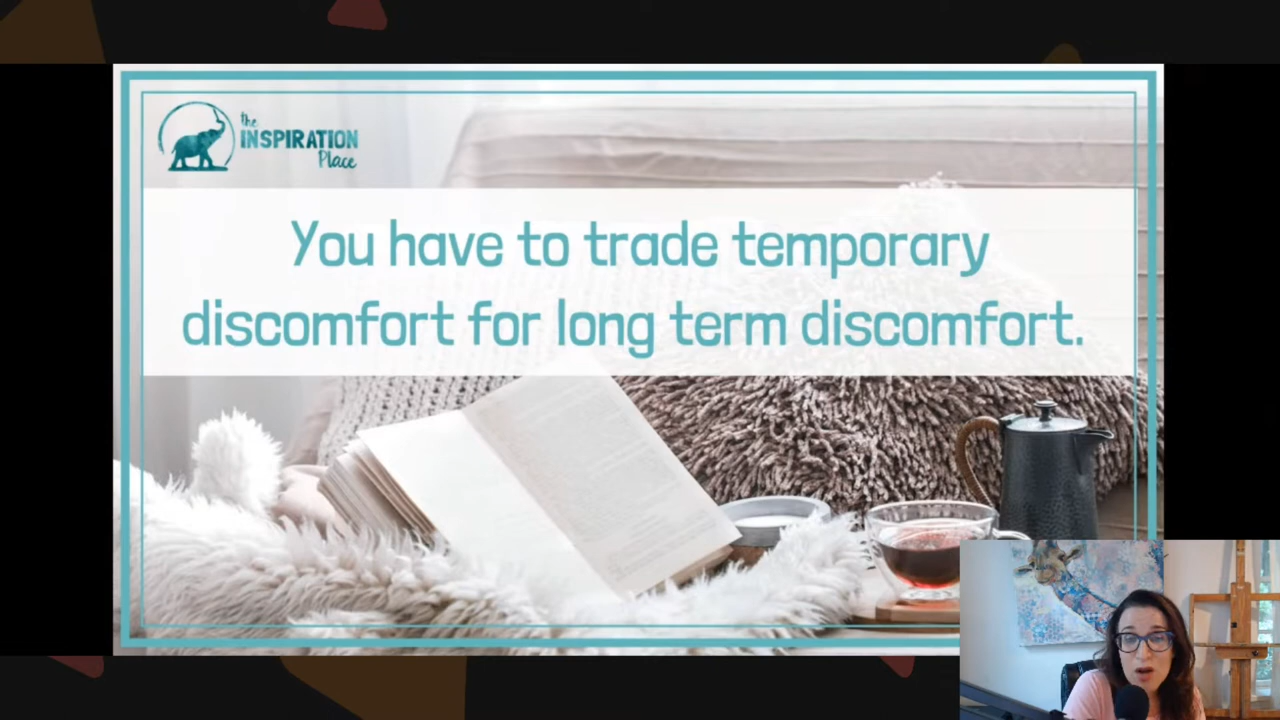 the
INSPIRATION
Place
You have to trade temporary
discomfort for long term discomfort.